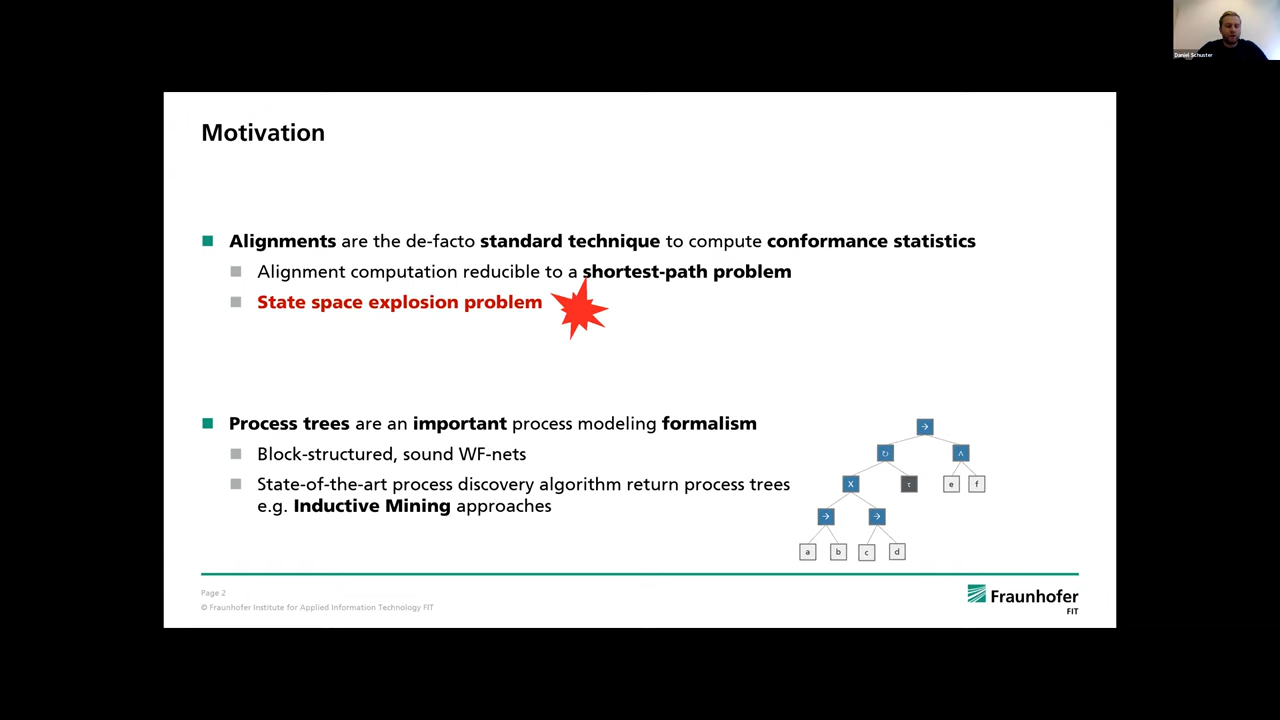 Daniel Schuster
Motivation
Alignments are the de-facto standard technique to compute conformance statistics
Alignment computation reducible to a shortest-path problem
State space explosion problem
Process trees are an important process modeling formalism
Block-structured, sound WF-nets
State-of-the-art process discovery algorithm return process trees
e.g. Inductive Mining approaches
→
↻ ∧
X τ e f
→ →
a b c d
Page 2
© Fraunhofer Institute for Applied Information Technology FIT
Fraunhofer
FIT